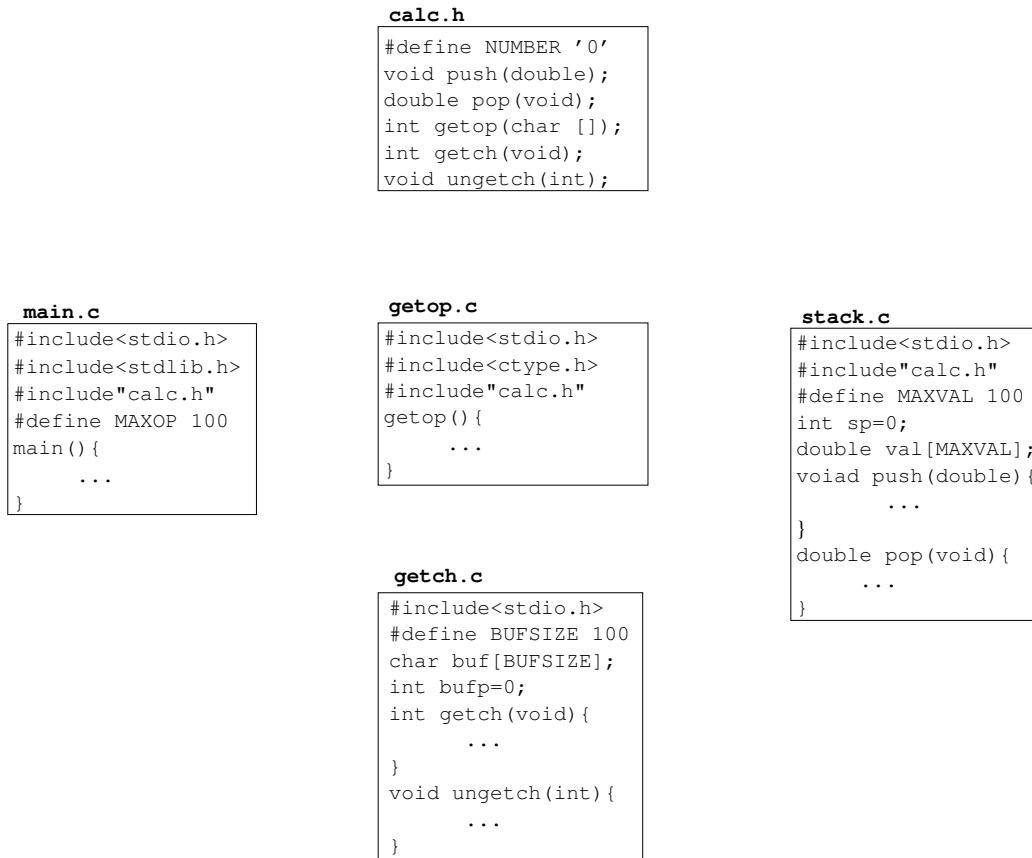 calc.h
#define NUMBER ’0’
void push(double);
double pop(void);
int getop(char []);
int getch(void);
void ungetch(int);
main.c
#include<stdio.h>
#include<stdlib.h>
#include"calc.h"
#define MAXOP 100
main(){
...
}
getop.c
#include<stdio.h>
#include<ctype.h>
#include"calc.h"
getop(){
...
}
getch.c
#include<stdio.h>
#define BUFSIZE 100
char buf[BUFSIZE];
int bufp=0;
int getch(void){
...
}
void ungetch(int){
...
}
stack.c
#include<stdio.h>
#include"calc.h"
#define MAXVAL 100
int sp=0;
double val[MAXVAL];
voiad push(double){
...
}
double pop(void){
...
}